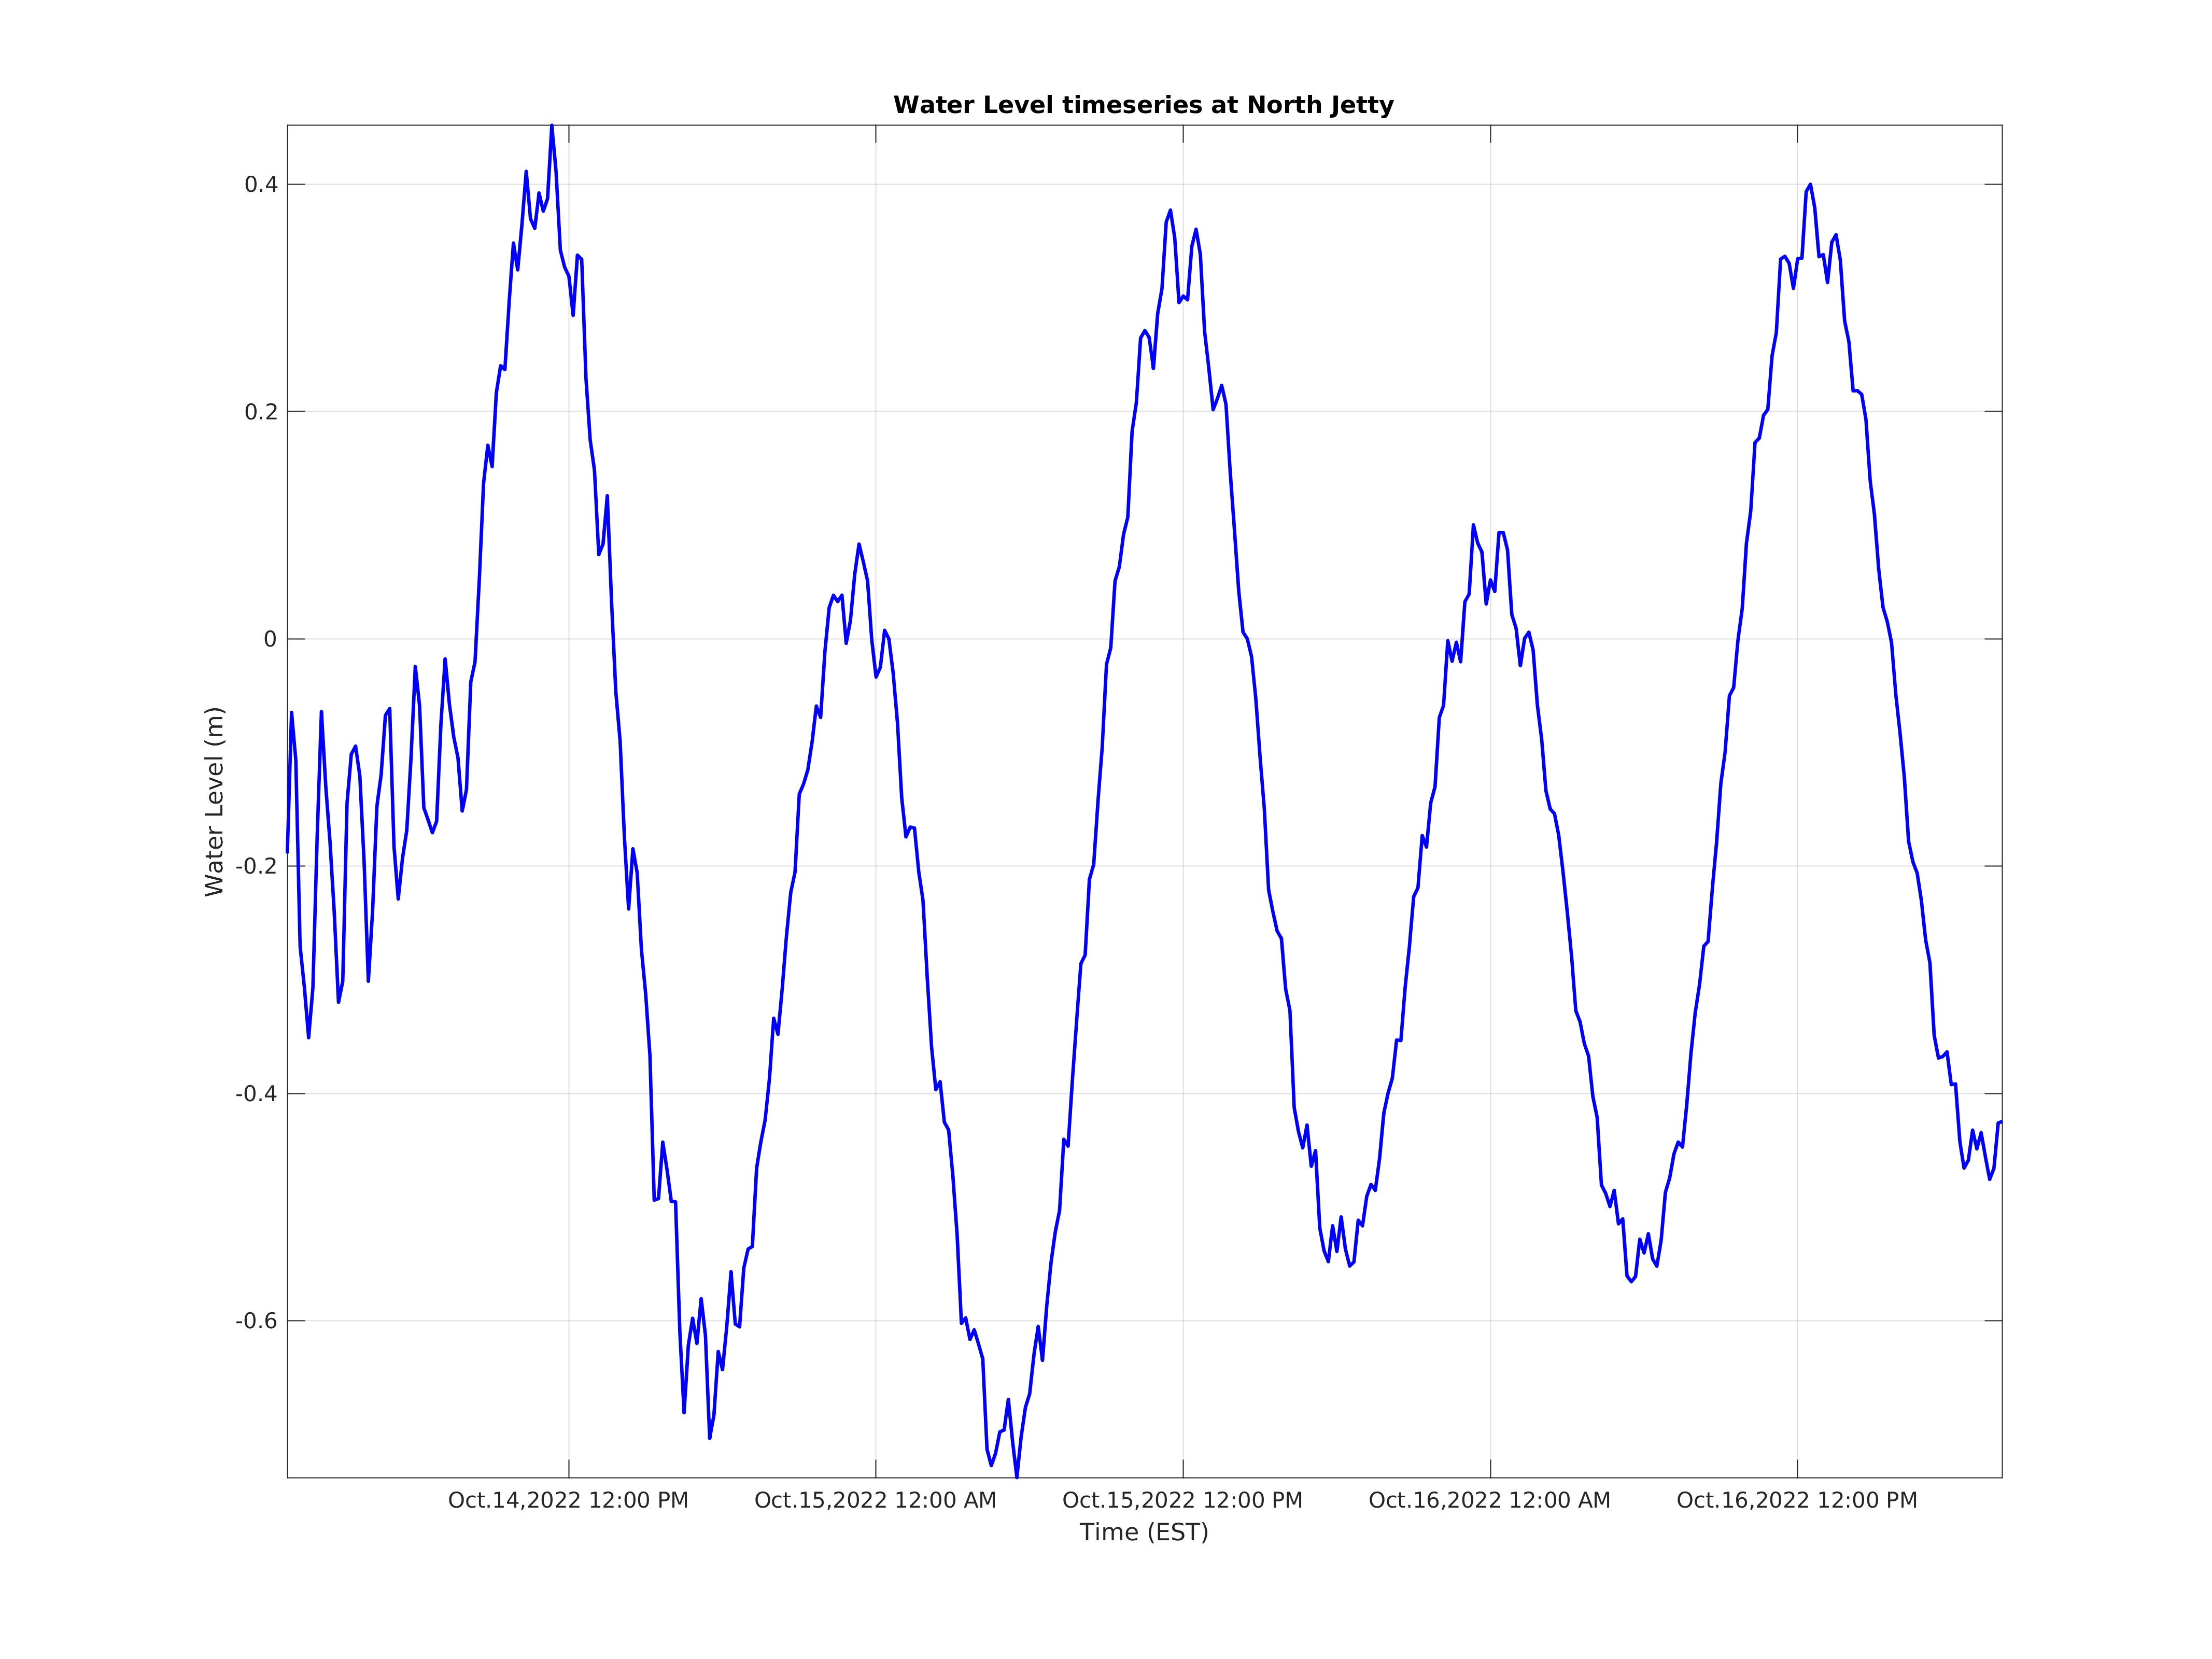 Water Level timeseries at North Jetty
0.4
0.2
0
-0.2
-0.4
-0.6
Water Level (m)
Oct.14,2022 12:00 PM Oct.15,2022 12:00 AM Oct.15,2022 12:00 PM Oct.16,2022 12:00 AM Oct.16,2022 12:00 PM
Time (EST)